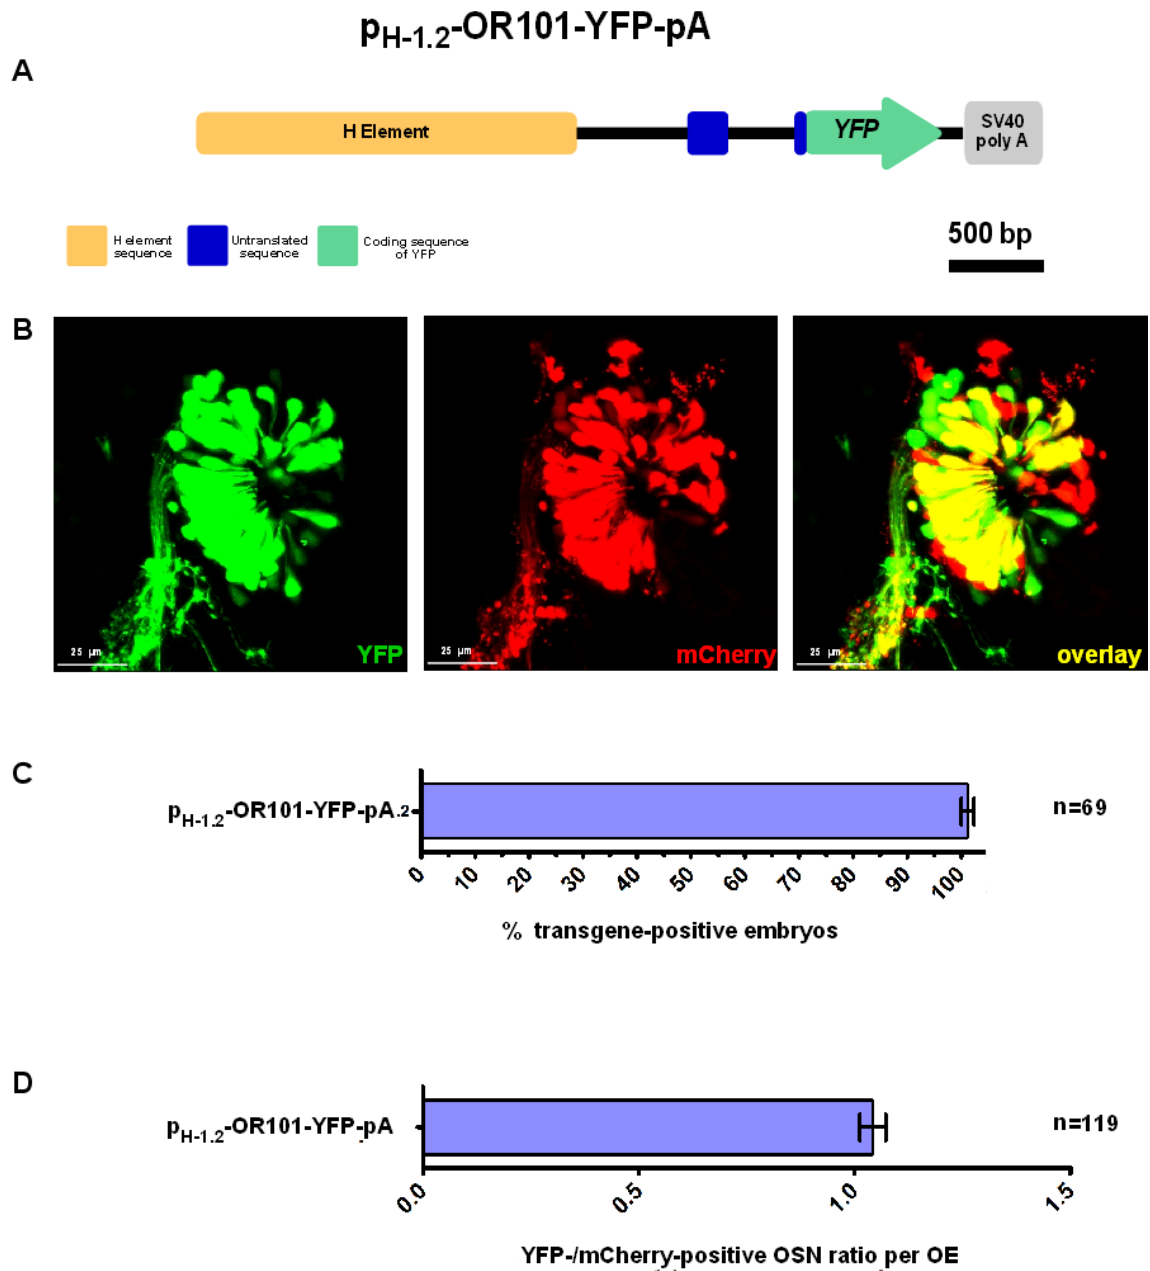 pH-1.2-OR101-YFP-pA
A
H Element
YFP
SV40
poly A
H element
sequence
Untranslated
sequence
Coding sequence
of YFP
500 bp
B
25 µm
YFP
25 µm
mCherry
25 µm
overlay
C
pH-1.2-OR101-YFP-pA.2
n=69
0 10 20 30 40 50 60 70 80 90 100
% transgene-positive embryos
D
pH-1.2-OR101-YFP-pA
n=119
0.0 0.5 1.0 1.5
YFP-/mCherry-positive OSN ratio per OE